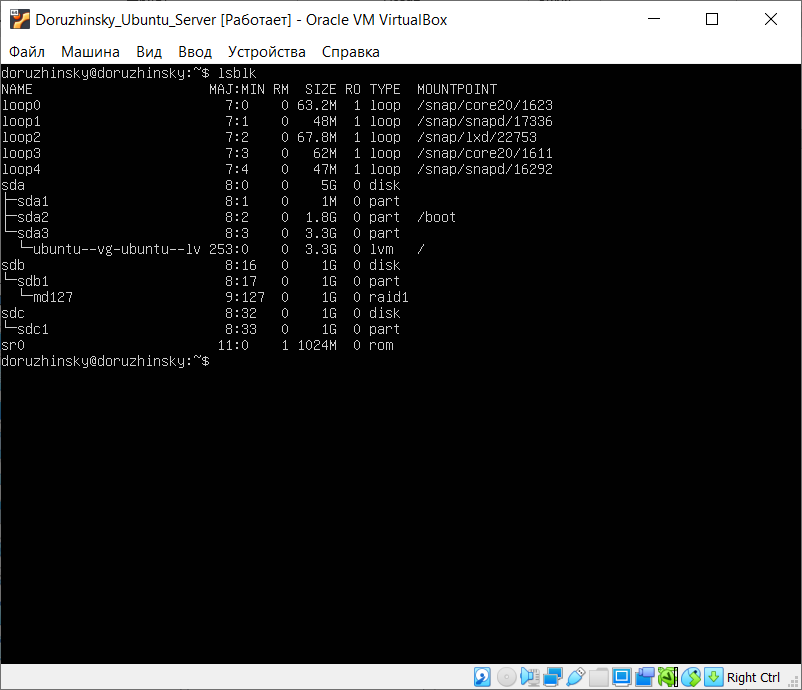 Doruzhinsky_Ubuntu_Server [Работает] - Oracle VM VirtualBox
Файл Машина Вид Ввод Устройства Справка
doruzhinsky@doruzhinsky:~$ lsblk
NAME                      MAJ:MIN RM  SIZE RO TYPE  MOUNTPOINT
loop0                       7:0    0 63.2M  1 loop  /snap/core20/1623
loop1                       7:1    0   48M  1 loop  /snap/snapd/17336
loop2                       7:2    0 67.8M  1 loop  /snap/lxd/22753
loop3                       7:3    0   62M  1 loop  /snap/core20/1611
loop4                       7:4    0   47M  1 loop  /snap/snapd/16292
sda                         8:0    0    5G  0 disk
├─sda1                      8:1    0    1M  0 part
├─sda2                      8:2    0  1.8G  0 part  /boot
└─sda3                      8:3    0  3.3G  0 part
  └─ubuntu--vg-ubuntu--lv 253:0    0  3.3G  0 lvm   /
sdb                         8:16   0    1G  0 disk
└─sdb1                      8:17   0    1G  0 part
  └─md127                   9:127  0    1G  0 raid1
sdc                         8:32   0    1G  0 disk
└─sdc1                      8:33   0    1G  0 part
sr0                        11:0    1 1024M  0 rom
doruzhinsky@doruzhinsky:~$
Right Ctrl